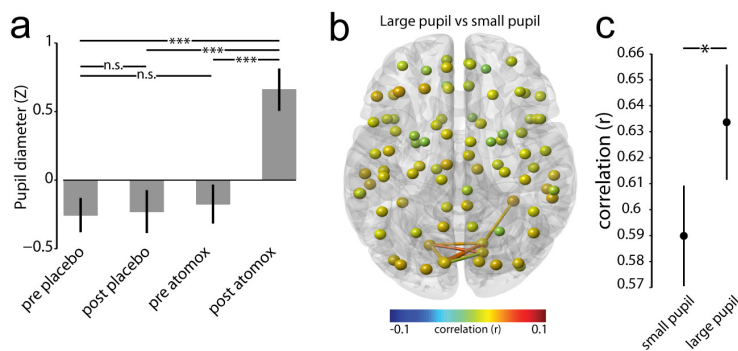 a
1
0.5
0
−0.5
Pupil diameter (Z)
***
***
***
n.s.
n.s.
pre placebo
post placebo
pre atomox
post atomox
b
Large pupil vs small pupil
-0.1
correlation (r)
0.1
c
*
0.66
0.65
0.64
0.63
0.62
0.61
0.6
0.59
0.58
0.57
correlation (r)
small pupil
large pupil